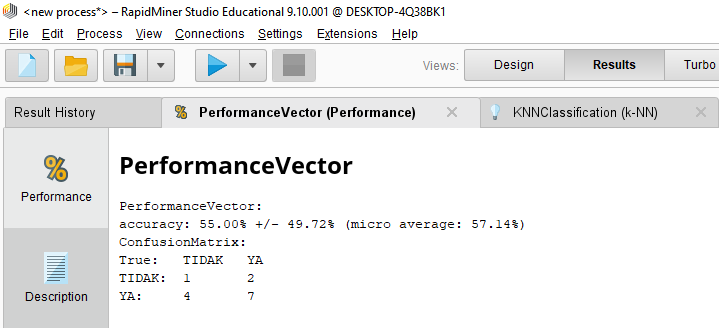 <new process*> – RapidMiner Studio Educational 9.10.001 @ DESKTOP-4Q38BK1
File Edit Process View Connections Settings Extensions Help
Views: Design Results Turbo
Result History PerformanceVector (Performance) KNNClassification (k-NN)
Performance
Description
PerformanceVector
PerformanceVector:
accuracy: 55.00% +/- 49.72% (micro average: 57.14%)
ConfusionMatrix:
True: TIDAK YA
TIDAK: 1 2
YA: 4 7